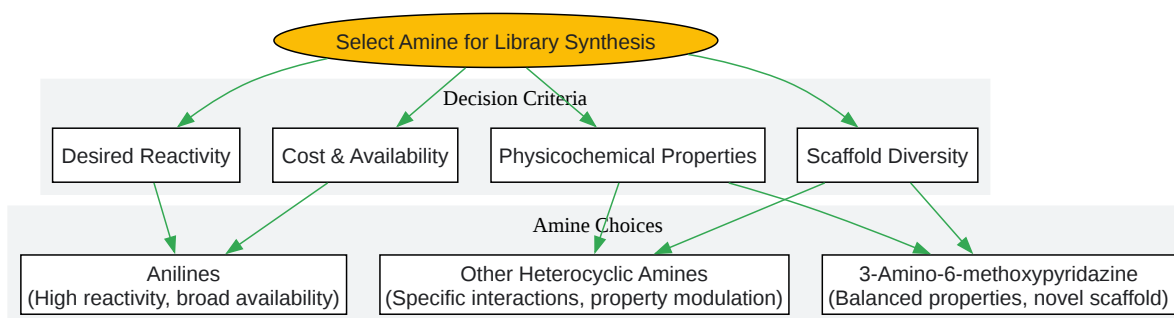 Select Amine for Library Synthesis
Decision Criteria
Desired Reactivity
Cost & Availability
Physicochemical Properties
Scaffold Diversity
Amine Choices
Anilines
(High reactivity, broad availability)
Other Heterocyclic Amines
(Specific interactions, property modulation)
3-Amino-6-methoxypyridazine
(Balanced properties, novel scaffold)